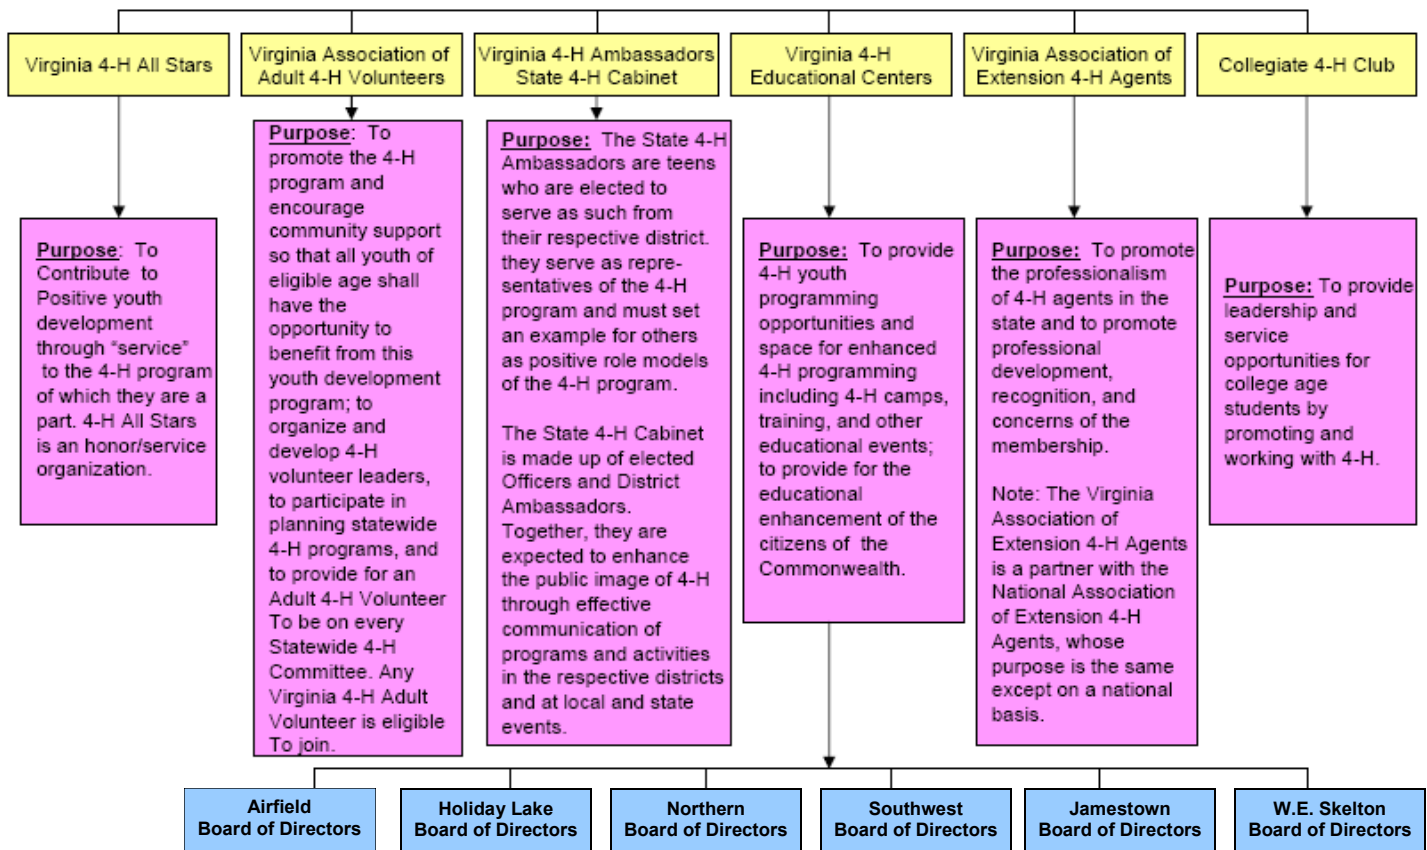 Virginia 4-H All Stars
Virginia Association of
Adult 4-H Volunteers
Virginia 4-H Ambassadors
State 4-H Cabinet
Virginia 4-H
Educational Centers
Virginia Association of
Extension 4-H Agents
Collegiate 4-H Club
Purpose: To
Contribute to
Positive youth
development
through “service”
to the 4-H program
of which they are a
part. 4-H All Stars
is an honor/service
organization.
Purpose: To
promote the 4-H
program and
encourage
community support
so that all youth of
eligible age shall
have the
opportunity to
benefit from this
youth development
program; to
organize and
develop 4-H
volunteer leaders,
to participate in
planning statewide
4-H programs, and
to provide for an
Adult 4-H Volunteer
To be on every
Statewide 4-H
Committee. Any
Virginia 4-H Adult
Volunteer is eligible
To join.
Purpose: The State 4-H
Ambassadors are teens
who are elected to
serve as such from
their respective district.
they serve as repre-
sentatives of the 4-H
program and must set
an example for others
as positive role models
of the 4-H program.
The State 4-H Cabinet
is made up of elected
Officers and District
Ambassadors.
Together, they are
expected to enhance
the public image of 4-H
through effective
communication of
programs and activities
in the respective districts
and at local and state
events.
Purpose: To provide
4-H youth
programming
opportunities and
space for enhanced
4-H programming
including 4-H camps,
training, and other
educational events;
to provide for the
educational
enhancement of the
citizens of the
Commonwealth.
Purpose: To promote
the professionalism
of 4-H agents in the
state and to promote
professional
development,
recognition, and
concerns of the
membership.
Note: The Virginia
Association of
Extension 4-H Agents
is a partner with the
National Association
of Extension 4-H
Agents, whose
purpose is the same
except on a national
basis.
Purpose: To provide
leadership and
service
opportunities for
college age
students by
promoting and
working with 4-H.
Airfield
Board of Directors
Holiday Lake
Board of Directors
Northern
Board of Directors
Southwest
Board of Directors
Jamestown
Board of Directors
W.E. Skelton
Board of Directors